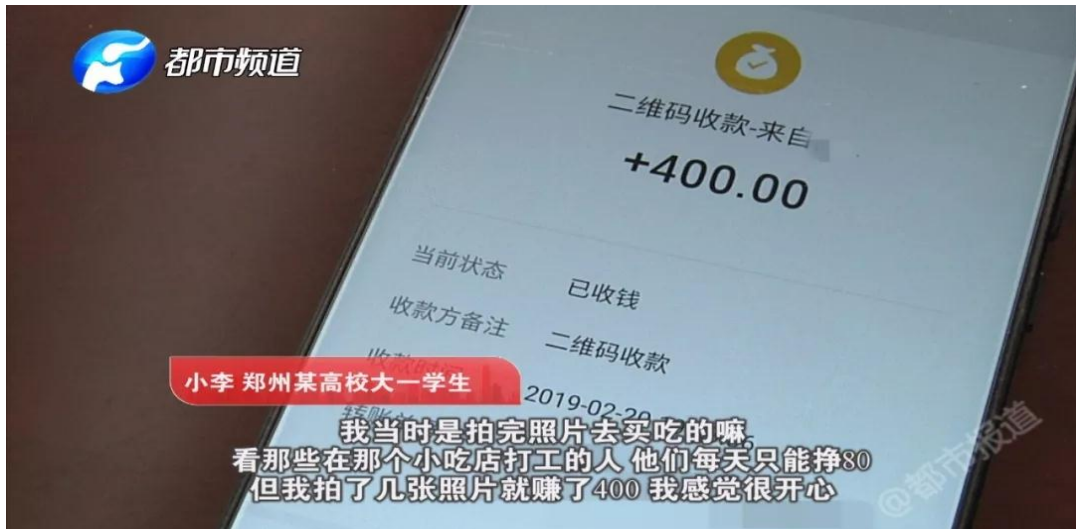 都市频道
二维码收款-来自
+400.00
当前状态 已收钱
收款方备注 二维码收款
收款时间 2019-02-20
小李 郑州某高校大一学生
我当时是拍完照片去买吃的嘛
看那些在那个小吃店打工的人 他们每天只能挣80
但我拍了几张照片就赚了400 我感觉很开心
@都市报道